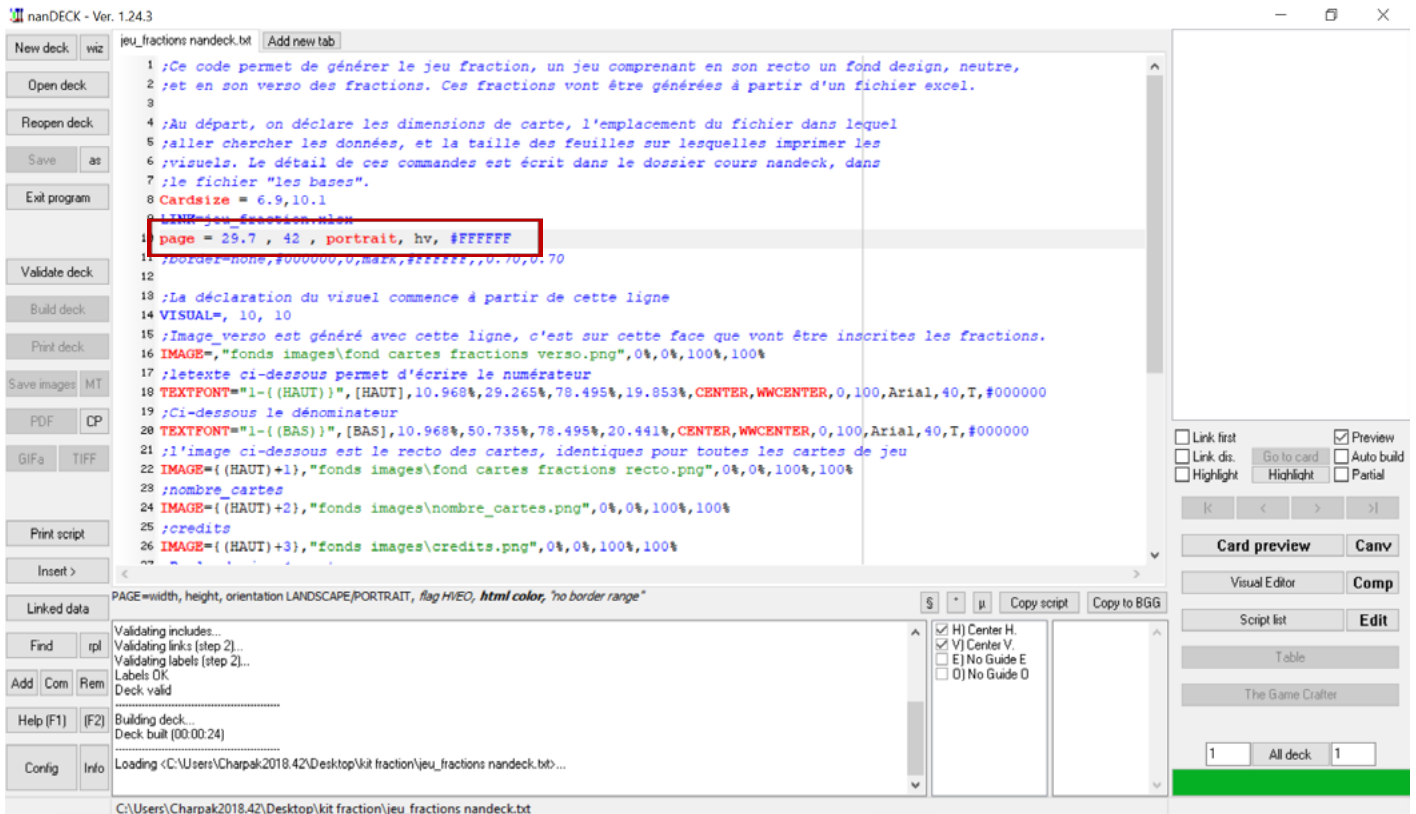 nanDECK - Ver. 1.24.3
New deck wiz
Open deck
Reopen deck
Save as
Exit program
Validate deck
Build deck
Print deck
Save images MT
PDF CP
GIFa TIFF
Print script
Insert >
Linked data
Find rpl
Add Com Rem
Help (F1) (F2)
Config Info
jeu_fractions nandeck.txt Add new tab
1 ;Ce code permet de générer le jeu fraction, un jeu comprenant en son recto un fond design, neutre,
2 ;et en son verso des fractions. Ces fractions vont être générées à partir d'un fichier excel.
3
4 ;Au départ, on déclare les dimensions de carte, l'emplacement du fichier dans lequel
5 ;aller chercher les données, et la taille des feuilles sur lesquelles imprimer les
6 ;visuels. Le détail de ces commandes est écrit dans le dossier cours nandeck, dans
7 ;le fichier "les bases".
8 Cardsize = 6.9,10.1
9 LINK=jeu_fraction.xlsx
10 page = 29.7 , 42 , portrait, hv, #FFFFFF
11 ;border=none,#000000,0,mark,#ffffff,,0.70,0.70
12
13 ;La déclaration du visuel commence à partir de cette ligne
14 VISUAL=, 10, 10
15 ;Image_verso est généré avec cette ligne, c'est sur cette face que vont être inscrites les fractions.
16 IMAGE=,"fonds images\fond cartes fractions verso.png",0%,0%,100%,100%
17 ;letexte ci-dessous permet d'écrire le numérateur
18 TEXTFONT="1-{(HAUT)}",[HAUT],10.968%,29.265%,78.495%,19.853%,CENTER,WWCENTER,0,100,Arial,40,T,#000000
19 ;Ci-dessous le dénominateur
20 TEXTFONT="1-{(BAS)}",[BAS],10.968%,50.735%,78.495%,20.441%,CENTER,WWCENTER,0,100,Arial,40,T,#000000
21 ;l'image ci-dessous est le recto des cartes, identiques pour toutes les cartes de jeu
22 IMAGE={(HAUT)+1},"fonds images\fond cartes fractions recto.png",0%,0%,100%,100%
23 ;nombre_cartes
24 IMAGE={(HAUT)+2},"fonds images\nombre_cartes.png",0%,0%,100%,100%
25 ;credits
26 IMAGE={(HAUT)+3},"fonds images\credits.png",0%,0%,100%,100%
27
PAGE=width, height, orientation LANDSCAPE/PORTRAIT, flag HVEO, html color, "no border range"
§ " µ Copy script Copy to BGG
Validating includes...
Validating links (step 2)...
Validating labels (step 2)...
Labels OK
Deck valid
Building deck...
Deck built (00:00:24)
Loading <C:\Users\Charpak2018.42\Desktop\kit fraction\jeu_fractions nandeck.txt>...
H) Center H.
V) Center V.
E) No Guide E
O) No Guide O
Link first Preview
Link dis. Go to card Auto build
Highlight Highlight Partial
K < > >|
Card preview Canv
Visual Editor Comp
Script list Edit
Table
The Game Crafter
1 All deck 1
C:\Users\Charpak2018.42\Desktop\kit fraction\jeu_fractions nandeck.txt